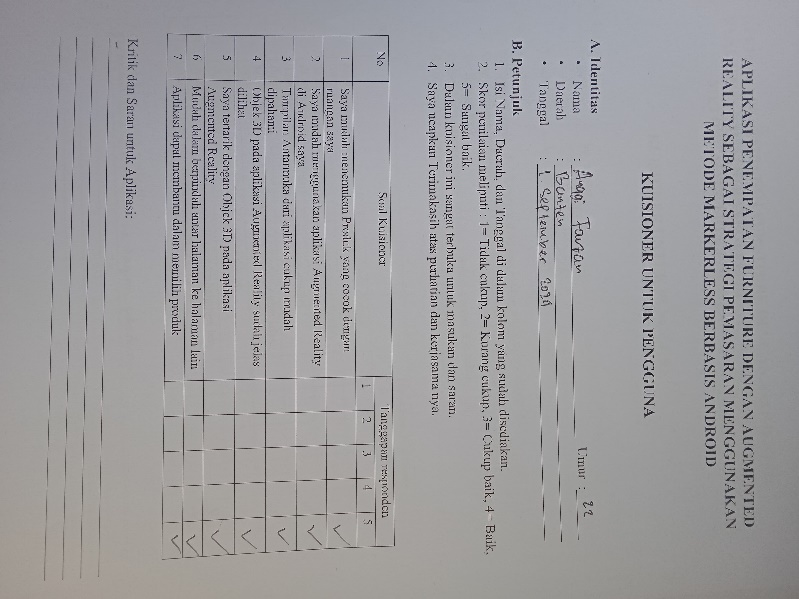 APLIKASI PENEMPATAN FURNITURE DENGAN AUGMENTED
REALITY SEBAGAI STRATEGI PEMASARAN MENGGUNAKAN
METODE MARKERLESS BERBASIS ANDROID
KUISIONER UNTUK PENGGUNA
A. Identitas
• Nama : Umur : 22
• Daerah : Banten
• Tanggal : 1 September
B. Petunjuk
1. Isi Nama, Daerah, dan Tanggal di dalam kolom yang sudah disediakan.
2. Skor penilaian meliputi : 1= Tidak cukup, 2= Kurang cukup, 3= Cukup baik, 4= Baik,
5= Sangat baik.
3. Dalam kuisioner ini sangat terbuka untuk masukan dan saran.
4. Saya ucapkan Terimakasih atas perhatian dan kerjasama nya.
No Soal Kuisioner Tanggapan responden
1 2 3 4 5
1 Saya mudah menemukan Produk yang cocok dengan
ruangan saya ✓
2 Saya mudah menggunakan aplikasi Augmented Reality
di Android saya ✓
3 Tampilan Antarmuka dari aplikasi cukup mudah
dipahami ✓
4 Objek 3D pada aplikasi Augmented Reality sudah jelas
dilihat ✓
5 Saya tertarik dengan Objek 3D pada aplikasi
Augmented Reality ✓
6 Mudah dalam berpindah antar halaman ke halaman lain ✓
7 Aplikasi dapat membantu dalam memilih produk ✓
Kritik dan Saran untuk Aplikasi:
-